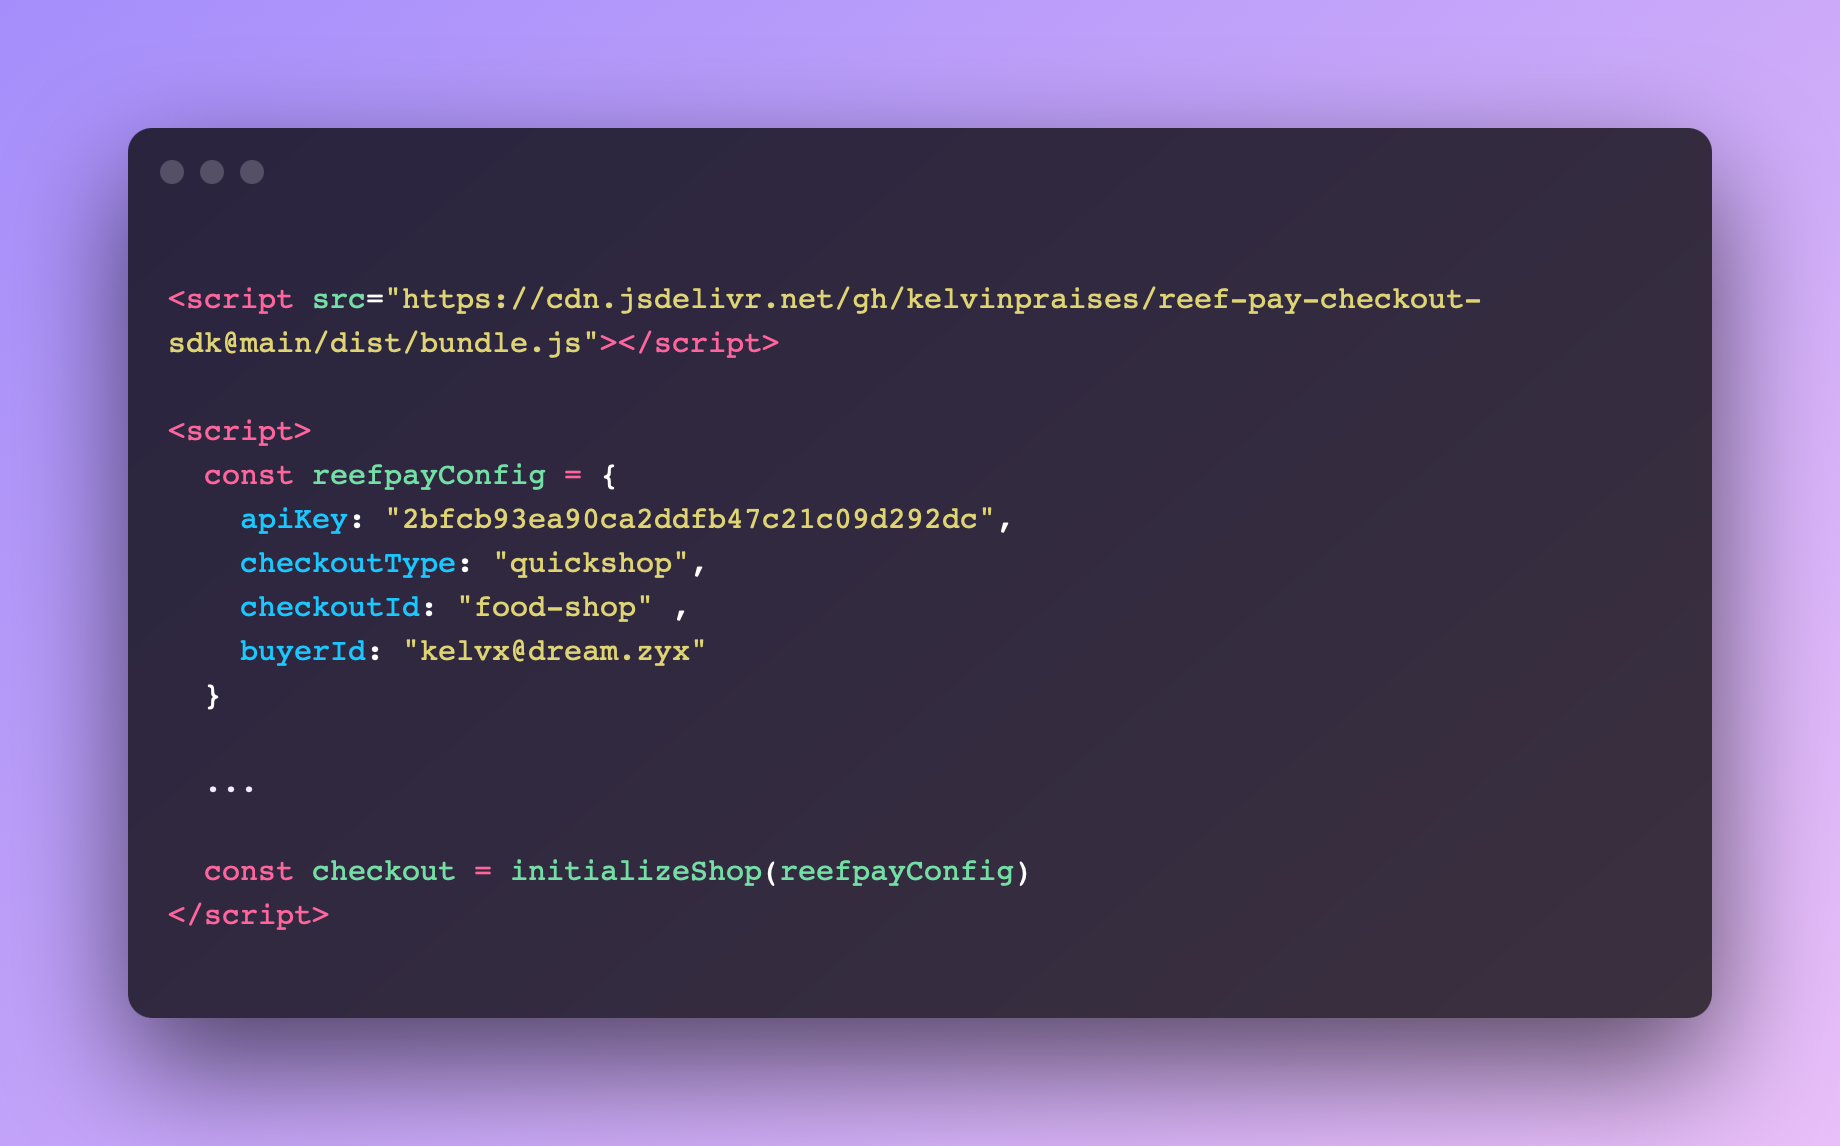 <script src="https://cdn.jsdelivr.net/gh/kelvinpraises/reef-pay-checkout-
sdk@main/dist/bundle.js"></script>
<script>
const reefpayConfig = {
apiKey: "2bfcb93ea90ca2ddfb47c21c09d292dc",
checkoutType: "quickshop",
checkoutId: "food-shop" ,
buyerId: "kelvx@dream.zyx"
}
...
const checkout = initializeShop(reefpayConfig)
</script>